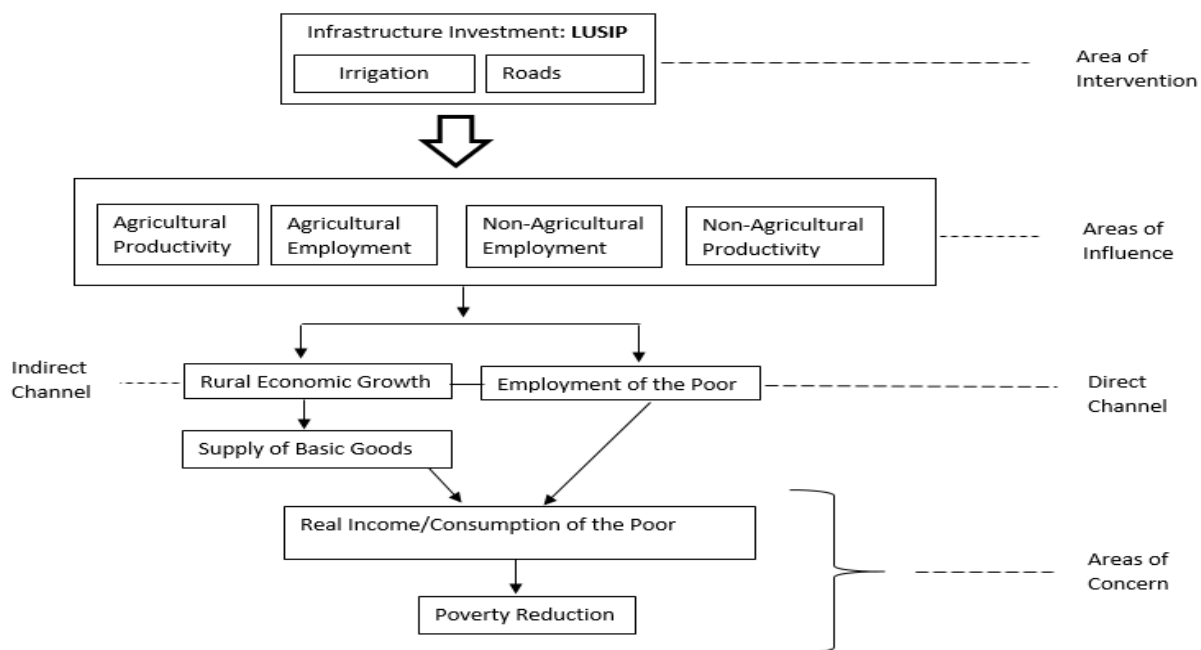 Infrastructure Investment: LUSIP
Irrigation
Roads
Area of
Intervention
Agricultural
Productivity
Agricultural
Employment
Non-Agricultural
Employment
Non-Agricultural
Productivity
Areas of
Influence
Indirect
Channel
Rural Economic Growth
Employment of the Poor
Direct
Channel
Supply of Basic Goods
Real Income/Consumption of the Poor
Areas of
Concern
Poverty Reduction